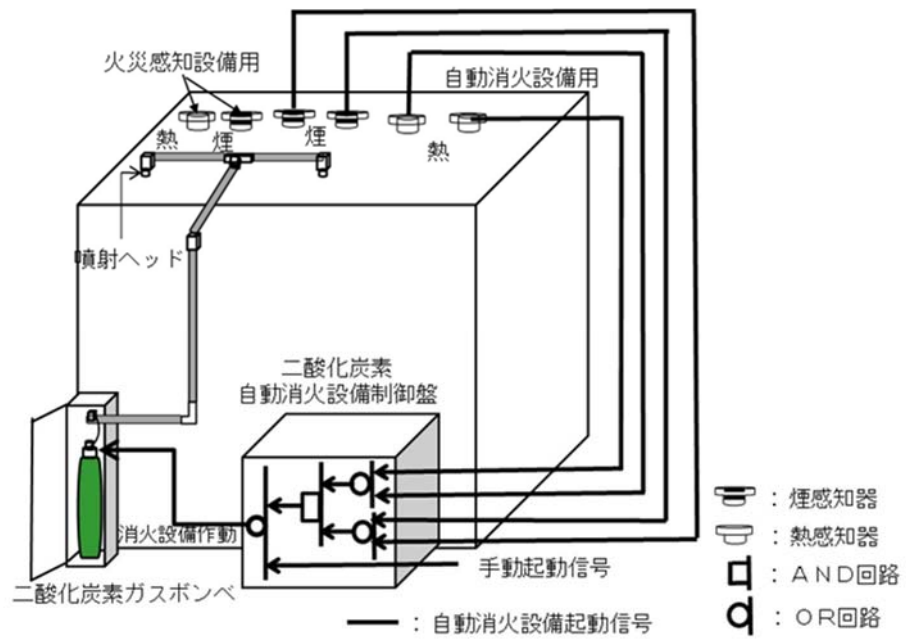 火災感知設備用
自動消火設備用
熱
煙
煙
熱
噴射ヘッド
二酸化炭素
自動消火設備制御盤
消火設備作動
手動起動信号
二酸化炭素ガスボンベ
：自動消火設備起動信号
：煙感知器
：熱感知器
：ＡＮＤ回路
：ＯＲ回路